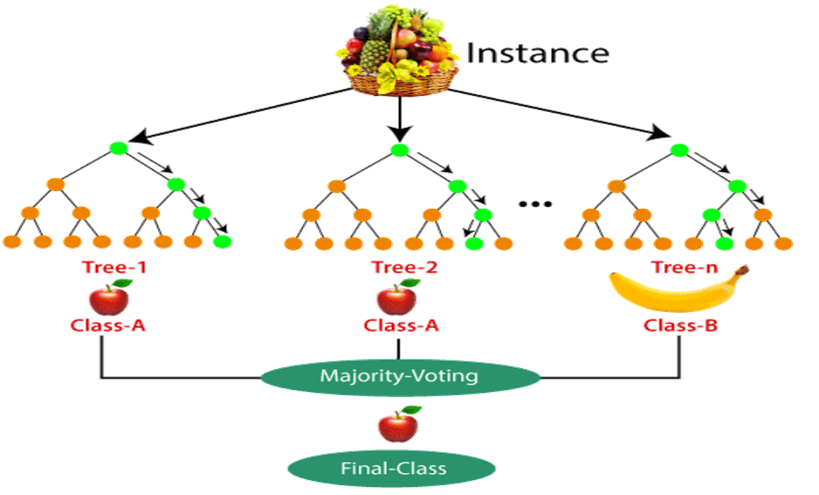 Instance
...
Tree-1
Tree-2
Tree-n
Class-A
Class-A
Class-B
Majority-Voting
Final-Class